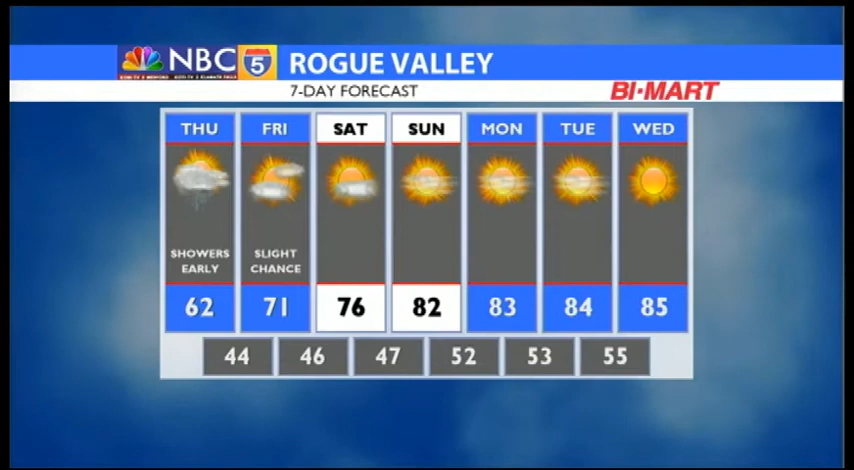 NBC 5
ROGUE VALLEY
7-DAY FORECAST
BI-MART
THU FRI SAT SUN MON TUE WED
SHOWERS EARLY
SLIGHT CHANCE
62 71 76 82 83 84 85
44 46 47 52 53 55